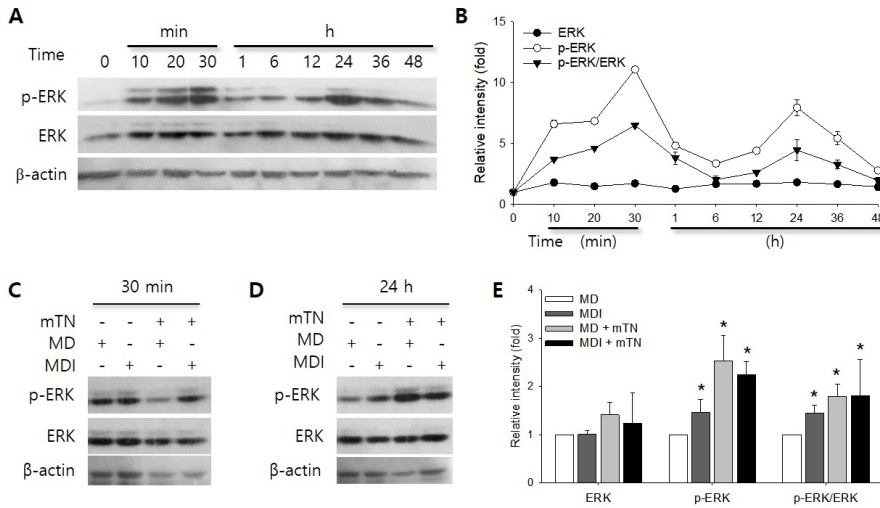 A
min
h
Time
0 10 20 30 1 6 12 24 36 48
p-ERK
ERK
β-actin
B
Relative intensity (fold)
15
10
5
0
ERK
p-ERK
p-ERK/ERK
0 10 20 30 1 6 12 24 36 48
Time (min) (h)
C
30 min
mTN - - + +
MD + - + -
MDI - + - +
p-ERK
ERK
β-actin
D
24 h
mTN - - + +
MD + - + -
MDI - + - +
p-ERK
ERK
β-actin
E
Relative intensity (fold)
4
3
2
1
0
MD
MDI
MD + mTN
MDI + mTN
* * *
* * *
ERK p-ERK p-ERK/ERK